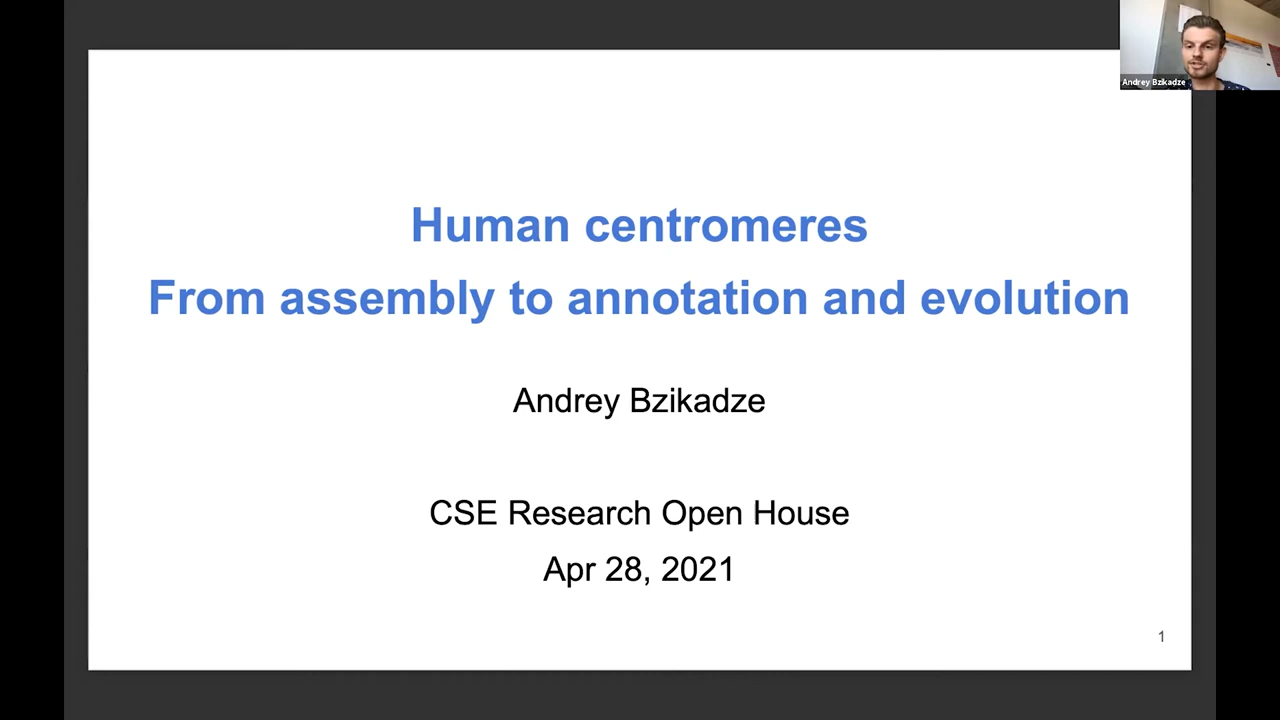 Andrey Bzikadze
Human centromeres
From assembly to annotation and evolution
Andrey Bzikadze
CSE Research Open House
Apr 28, 2021
1